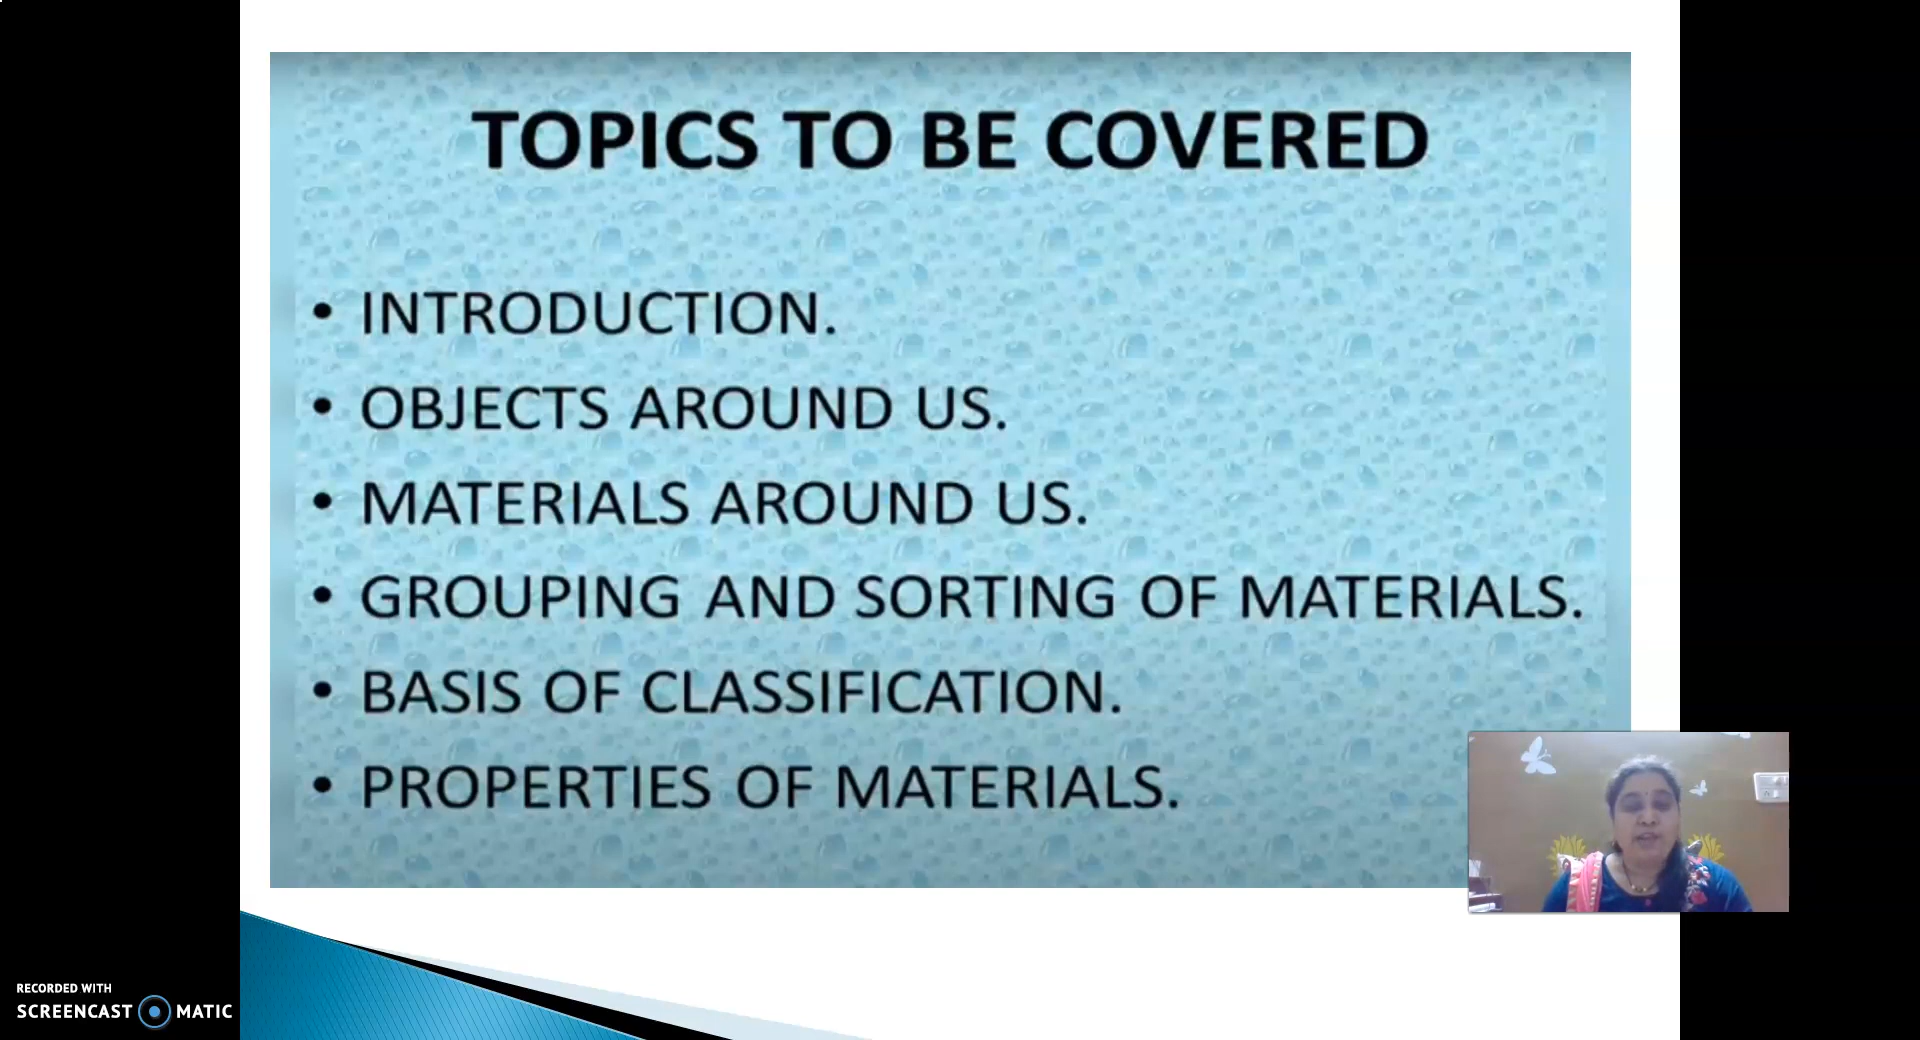 TOPICS TO BE COVERED
• INTRODUCTION.
• OBJECTS AROUND US.
• MATERIALS AROUND US.
• GROUPING AND SORTING OF MATERIALS.
• BASIS OF CLASSIFICATION.
• PROPERTIES OF MATERIALS.
RECORDED WITH
SCREENCAST MATIC